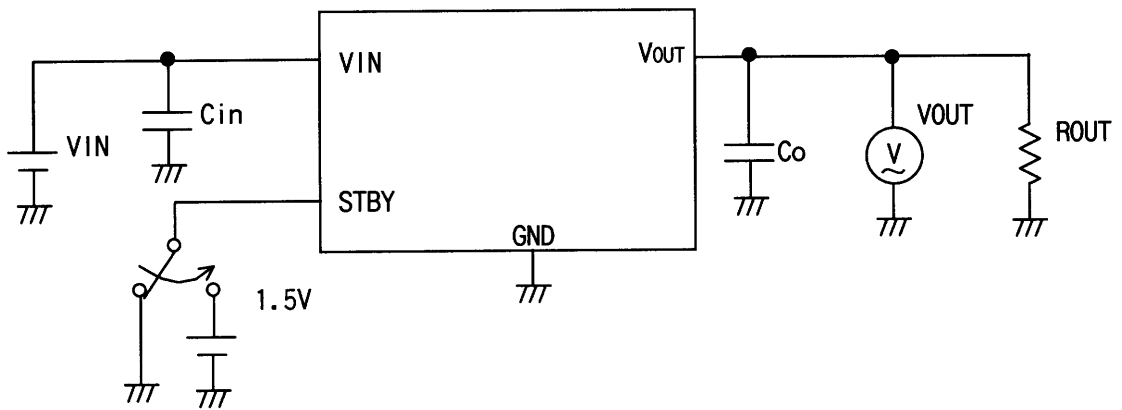 VIN
VOUT
Cin
VIN
VOUT
V
ROUT
Co
STBY
GND
1.5V